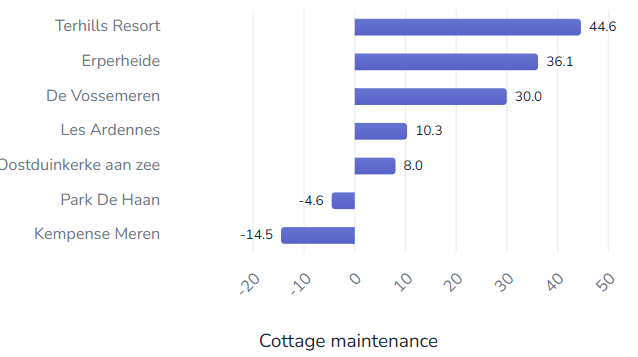 Terhills Resort 44.6
Erperheide 36.1
De Vossemeren 30.0
Les Ardennes 10.3
Oostduinkerke aan zee 8.0
Park De Haan -4.6
Kempense Meren -14.5
-20 -10 0 10 20 30 40 50
Cottage maintenance